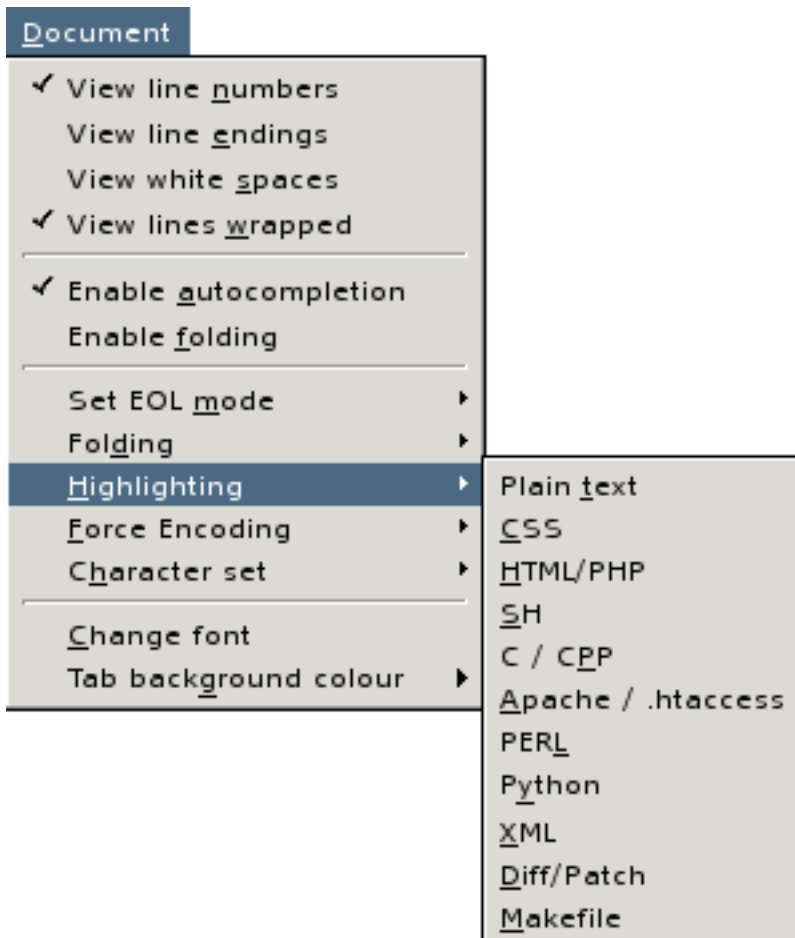 Document
View line numbers
View line endings
View white spaces
View lines wrapped
Enable autocompletion
Enable folding
Set EOL mode
Folding
Highlighting
Force Encoding
Character set
Change font
Tab background colour
Plain text
CSS
HTML/PHP
SH
C / CPP
Apache / .htaccess
PERL
Python
XML
Diff/Patch
Makefile